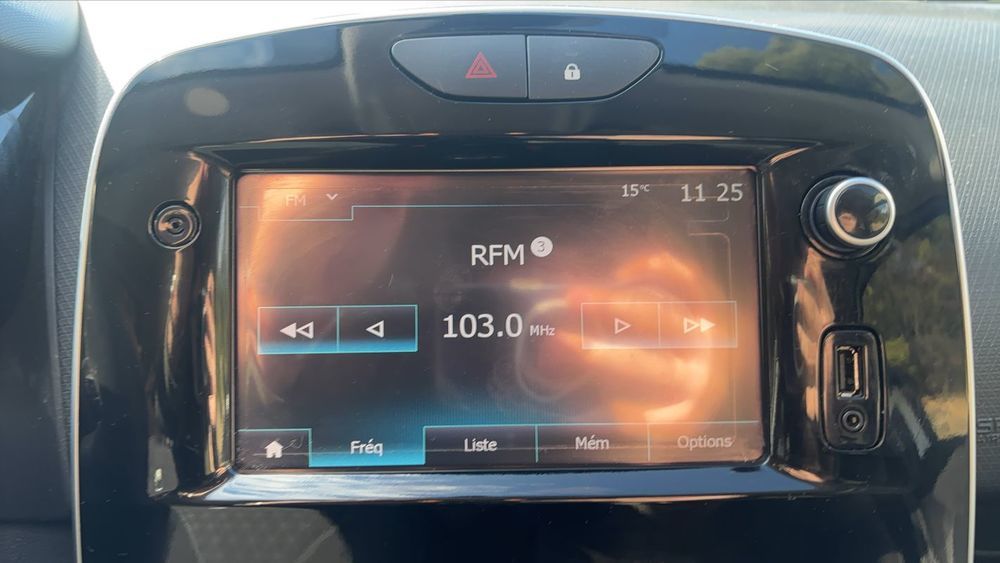 FM 15°C 11 25
RFM 3
103.0 MHz
Fréq Liste Mém Options